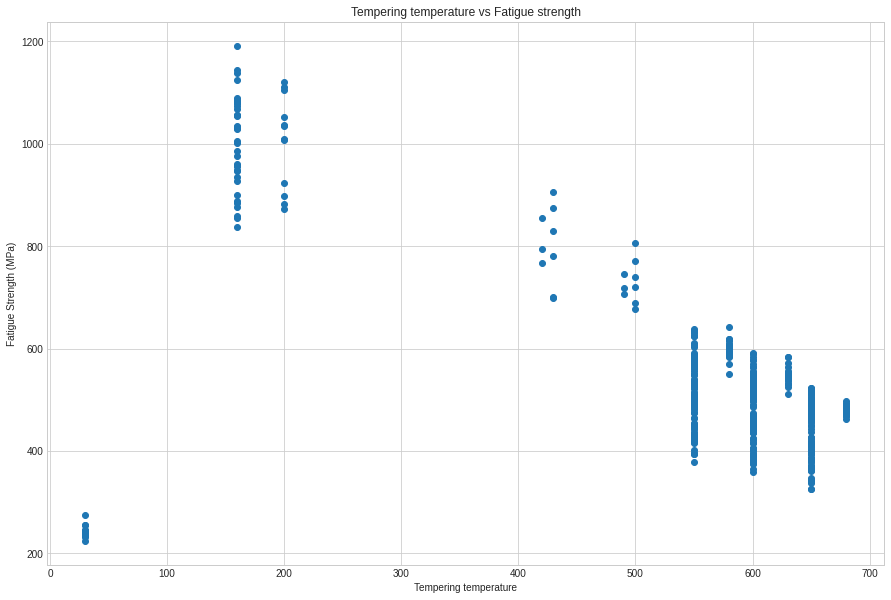 Tempering temperature vs Fatigue strength
Fatigue Strength (MPa)
1200
1000
800
600
400
200
0 100 200 300 400 500 600 700
Tempering temperature